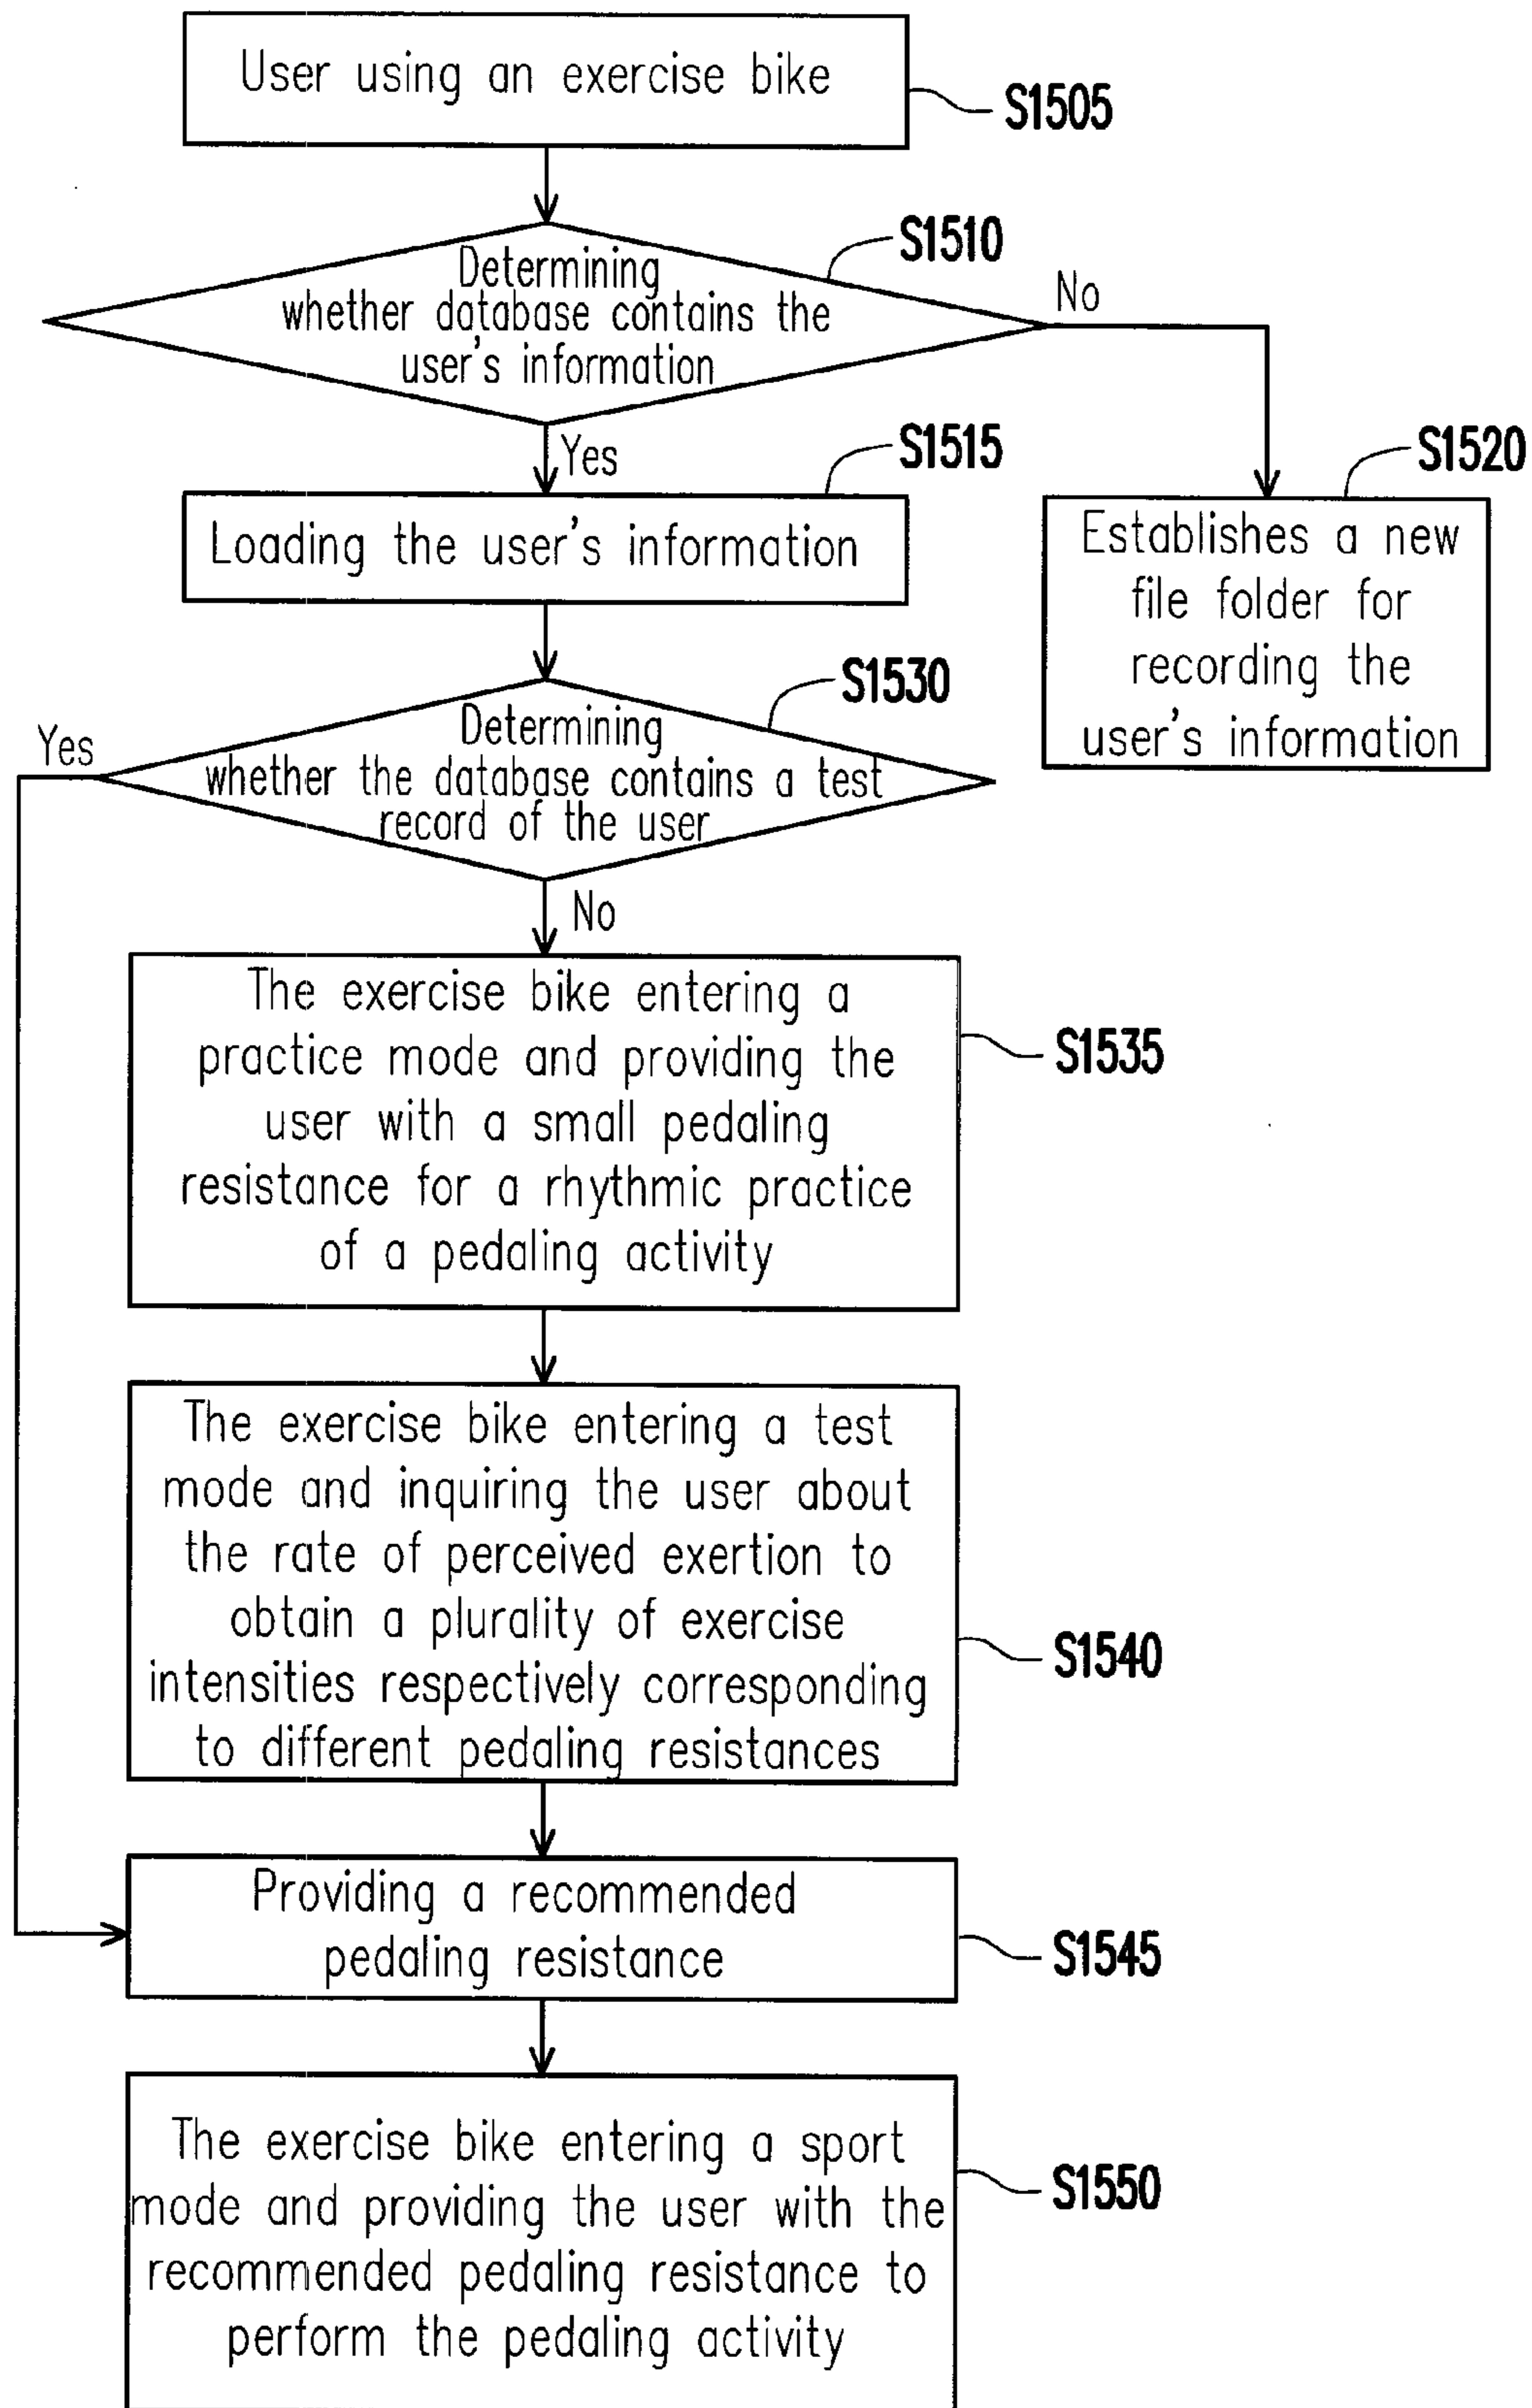 User using an exercise bike
S1505
S1510
Determining
whether database contains the
user's information
No
Yes
S1515
S1520
Loading the user's information
Establishes a new
file folder for
recording the
user's information
S1530
Determining
whether the database contains a test
record of the user
Yes
No
The exercise bike entering a
practice mode and providing the
user with a small pedaling
resistance for a rhythmic practice
of a pedaling activity
S1535
The exercise bike entering a test
mode and inquiring the user about
the rate of perceived exertion to
obtain a plurality of exercise
intensities respectively corresponding
to different pedaling resistances
S1540
Providing a recommended
pedaling resistance
S1545
The exercise bike entering a sport
mode and providing the user with the
recommended pedaling resistance to
perform the pedaling activity
S1550